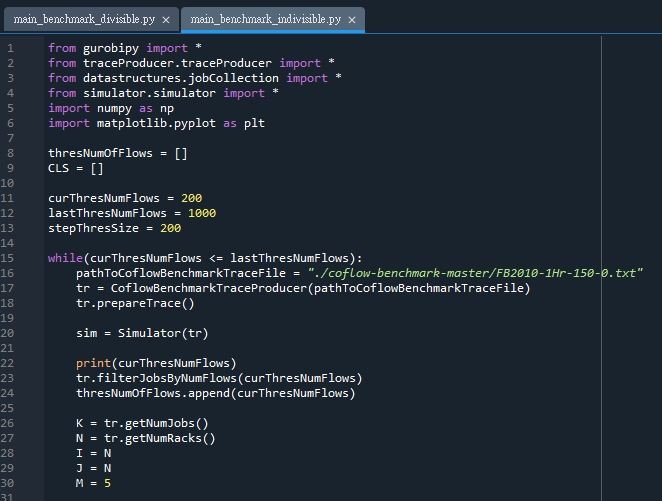 main_benchmark_divisible.py × main_benchmark_indivisible.py ×
1 from gurobipy import *
2 from traceProducer.traceProducer import *
3 from datastructures.jobCollection import *
4 from simulator.simulator import *
5 import numpy as np
6 import matplotlib.pyplot as plt
7
8 thresNumOfFlows = []
9 CLS = []
10
11 curThresNumFlows = 200
12 lastThresNumFlows = 1000
13 stepThresSize = 200
14
15 while(curThresNumFlows <= lastThresNumFlows):
16     pathToCoflowBenchmarkTraceFile = "./coflow-benchmark-master/FB2010-1Hr-150-0.txt"
17     tr = CoflowBenchmarkTraceProducer(pathToCoflowBenchmarkTraceFile)
18     tr.prepareTrace()
19
20     sim = Simulator(tr)
21
22     print(curThresNumFlows)
23     tr.filterJobsByNumFlows(curThresNumFlows)
24     thresNumOfFlows.append(curThresNumFlows)
25
26     K = tr.getNumJobs()
27     N = tr.getNumRacks()
28     I = N
29     J = N
30     M = 5
31